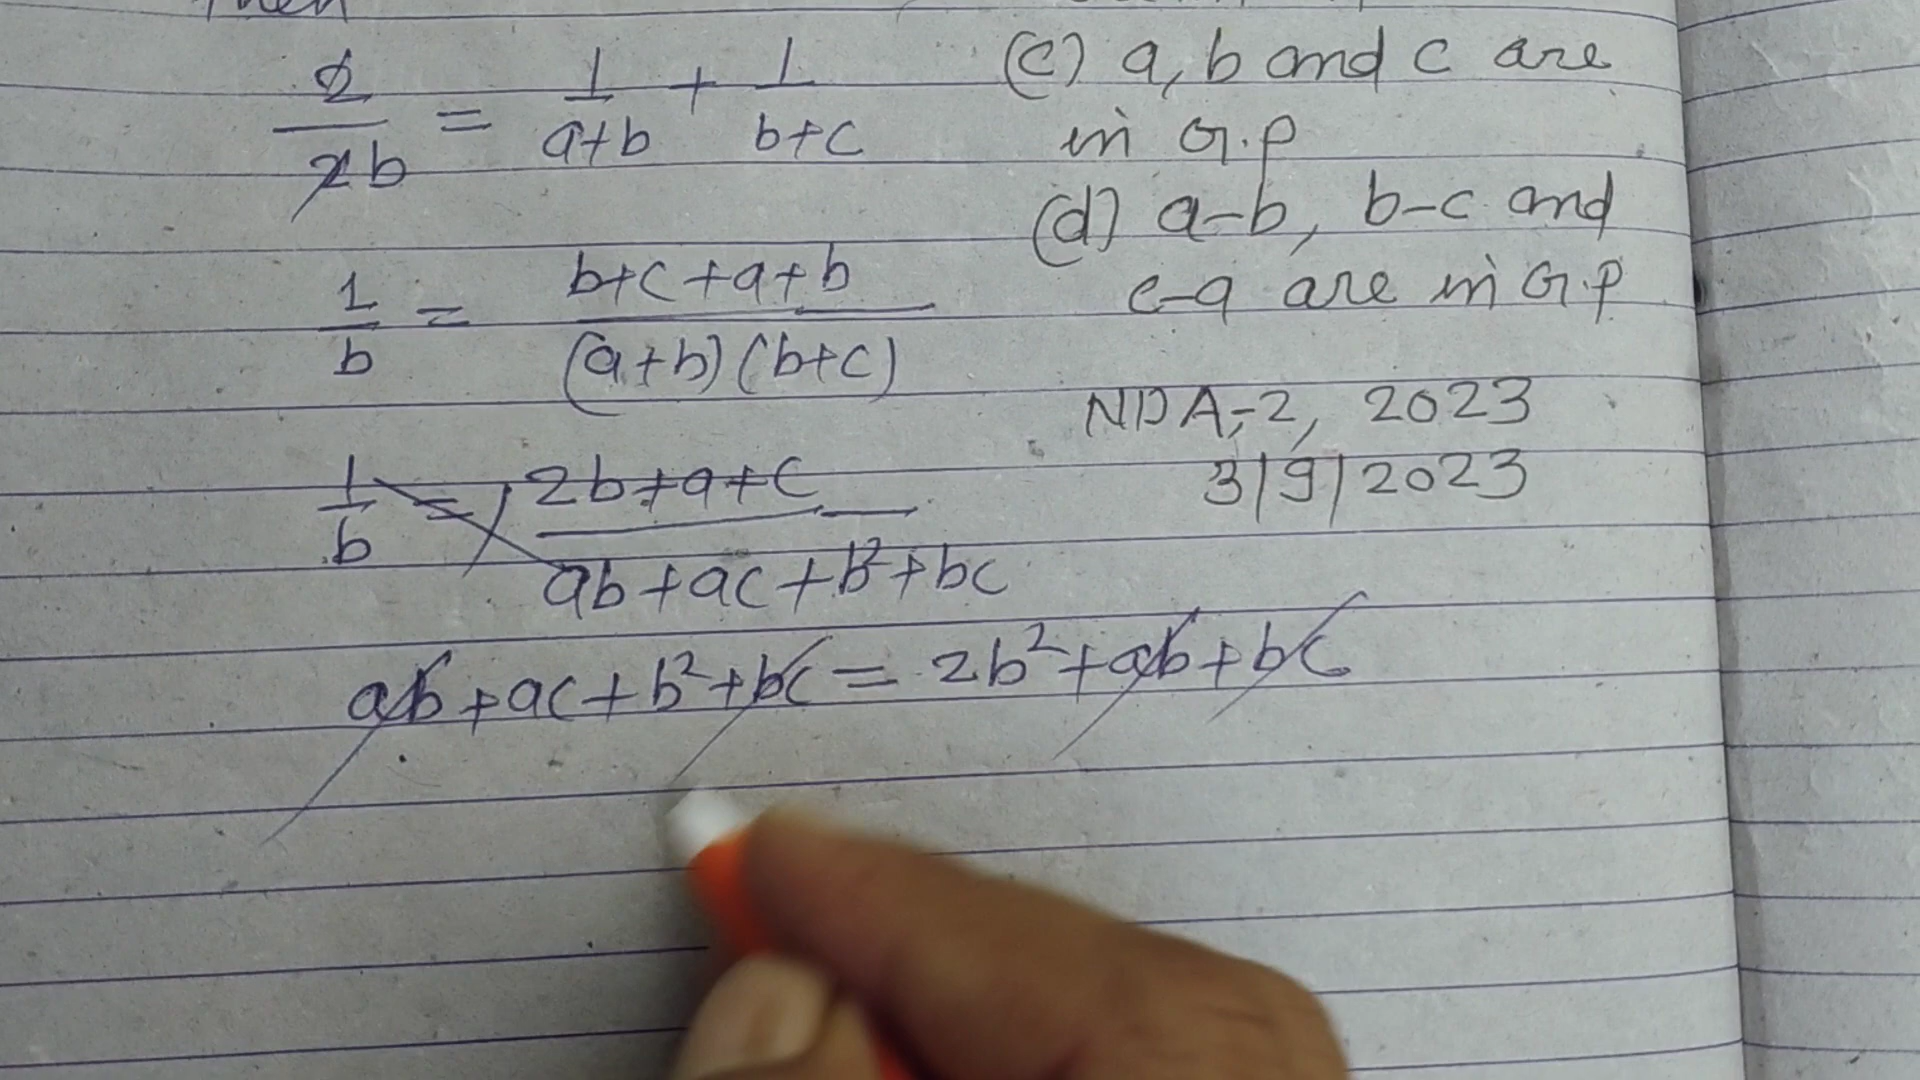 Then
2/2b = 1/a+b + 1/b+c
1/b = b+c+a+b/(a+b)(b+c)
1/b = 2b+a+c/ab+ac+b²+bc
ab+ac+b²+bc = 2b²+ab+bc
(c) a, b and c are
in G.P
(d) a-b, b-c and
c-a are in G.P
NDA-2, 2023
3/9/2023